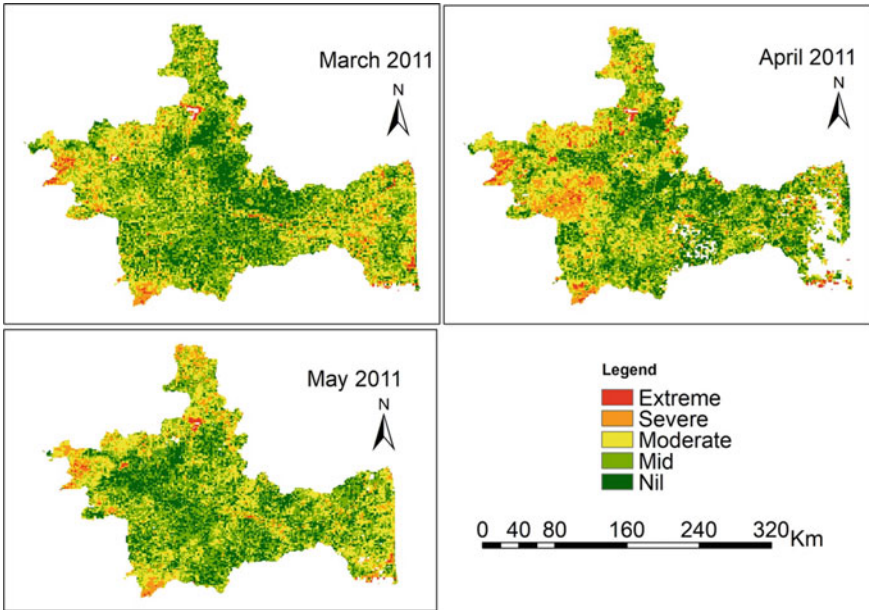 March 2011
N
April 2011
N
May 2011
N
Legend
Extreme
Severe
Moderate
Mid
Nil
0 40 80 160 240 320 Km